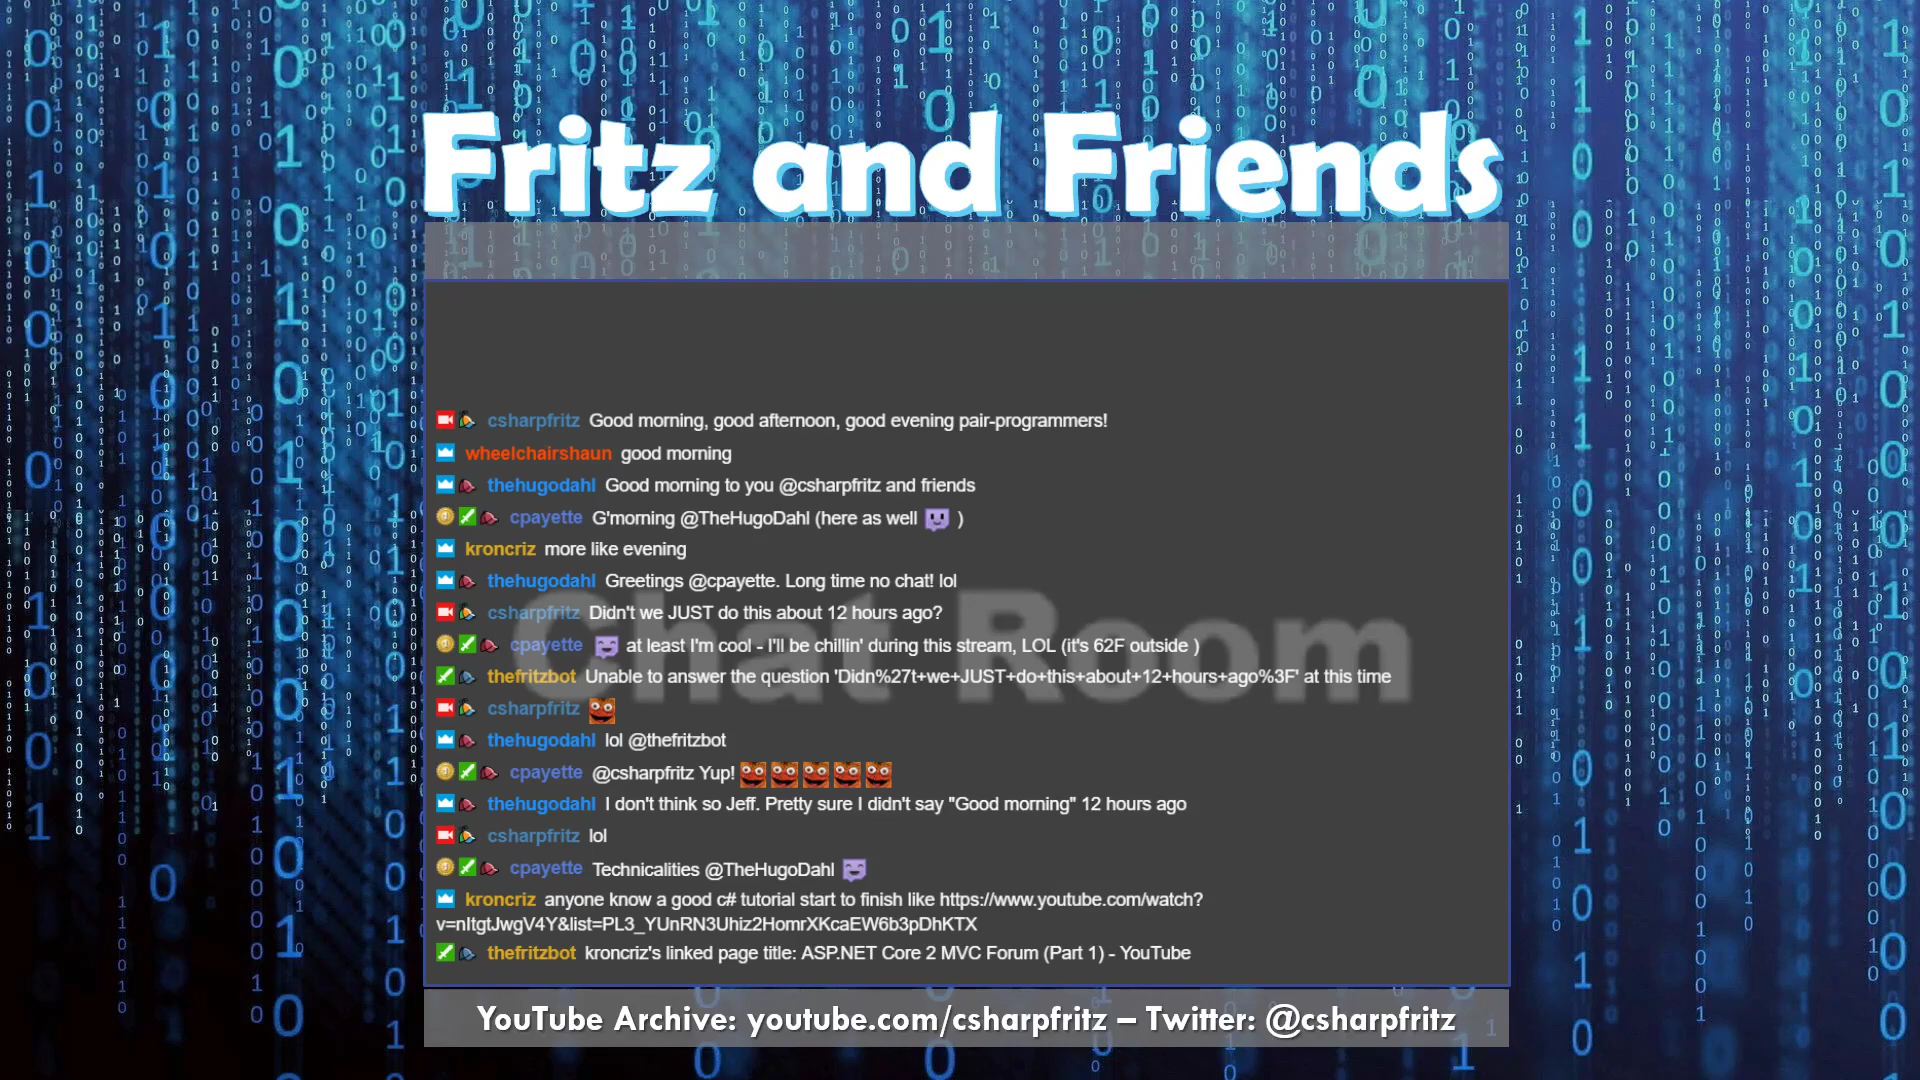 Fritz and Friends
csharpfritz Good morning, good afternoon, good evening pair-programmers!
wheelchairshaun good morning
thehugodahl Good morning to you @csharpfritz and friends
cpayette G'morning @TheHugoDahl (here as well )
kroncriz more like evening
thehugodahl Greetings @cpayette. Long time no chat! lol
csharpfritz Didn't we JUST do this about 12 hours ago?
Chat Room
cpayette at least I'm cool - I'll be chillin' during this stream, LOL (it's 62F outside )
thefritzbot Unable to answer the question 'Didn%27t+we+JUST+do+this+about+12+hours+ago%3F' at this time
csharpfritz
thehugodahl lol @thefritzbot
cpayette @csharpfritz Yup!
thehugodahl I don't think so Jeff. Pretty sure I didn't say "Good morning" 12 hours ago
csharpfritz lol
cpayette Technicalities @TheHugoDahl
kroncriz anyone know a good c# tutorial start to finish like https://www.youtube.com/watch?
v=nItgtJwgV4Y&list=PL3_YUnRN3Uhiz2HomrXKcaEW6b3pDhKTX
thefritzbot kroncriz's linked page title: ASP.NET Core 2 MVC Forum (Part 1) - YouTube
YouTube Archive: youtube.com/csharpfritz – Twitter: @csharpfritz